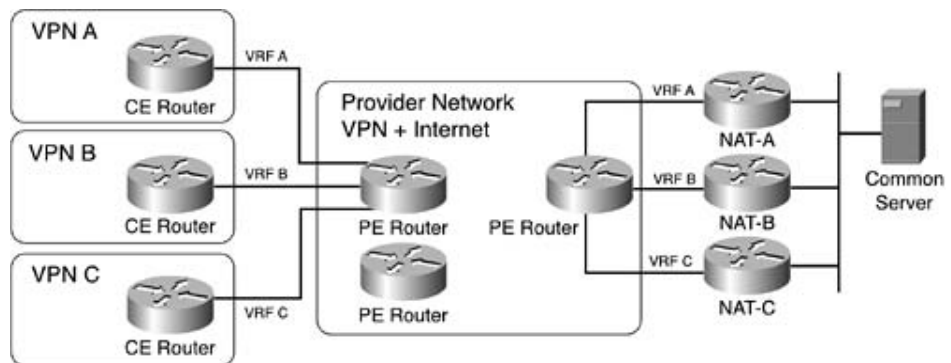 VPN A
CE Router
VRF A
VPN B
CE Router
VRF B
VPN C
CE Router
VRF C
Provider Network
VPN + Internet
PE Router
PE Router
PE Router
VRF A
NAT-A
VRF B
NAT-B
VRF C
NAT-C
Common
Server